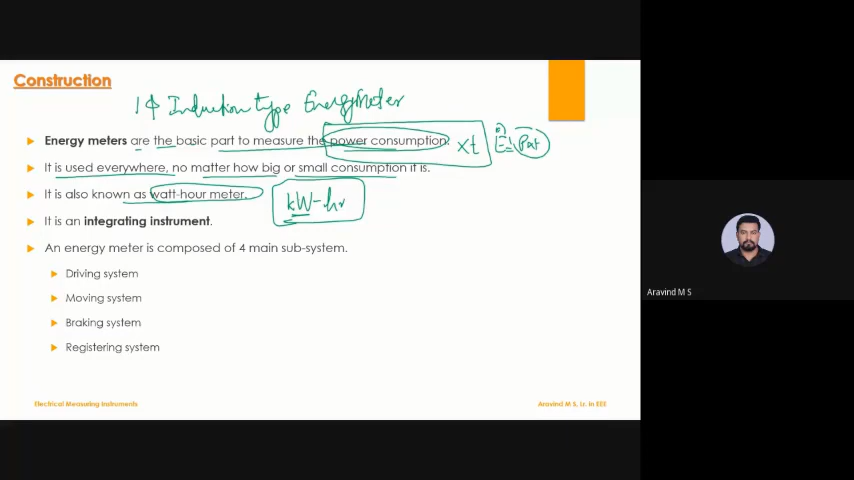 Construction
1ϕ Induction type EnergyMeter
Energy meters are the basic part to measure the power consumption. xt E=∫P dt
It is used everywhere, no matter how big or small consumption it is.
It is also known as watt-hour meter. kW-hr
It is an integrating instrument.
An energy meter is composed of 4 main sub-system.
Driving system
Moving system
Braking system
Registering system
Electrical Measuring Instruments Aravind M S, Lr. in EEE
Aravind M S